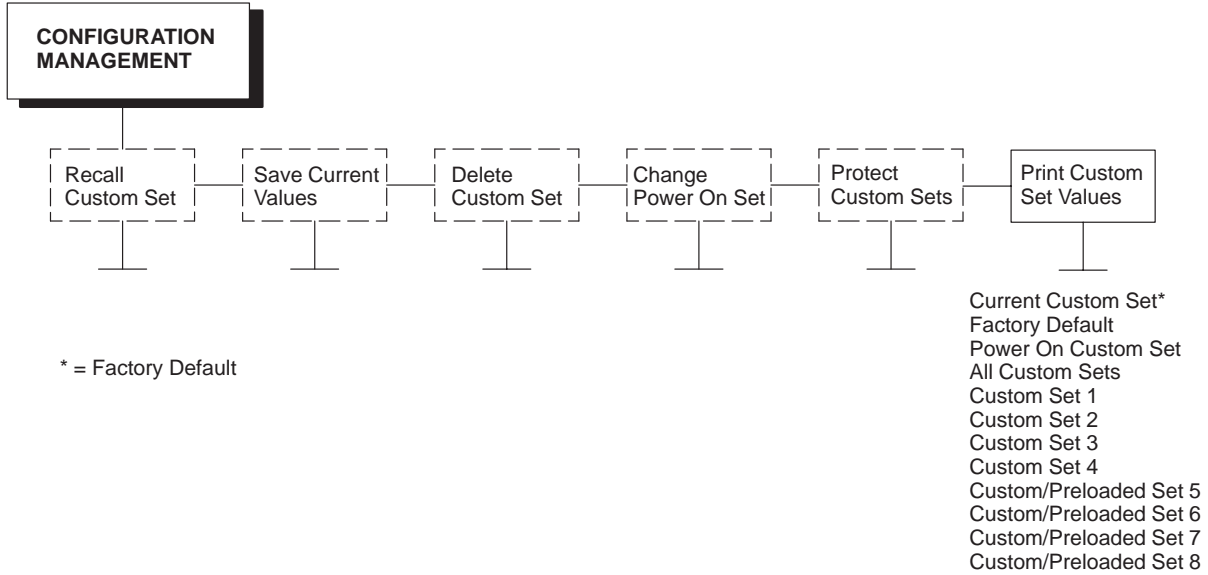 CONFIGURATION
MANAGEMENT
Recall
Custom Set
Save Current
Values
Delete
Custom Set
Change
Power On Set
Protect
Custom Sets
Print Custom
Set Values
Current Custom Set*
Factory Default
Power On Custom Set
All Custom Sets
Custom Set 1
Custom Set 2
Custom Set 3
Custom Set 4
Custom/Preloaded Set 5
Custom/Preloaded Set 6
Custom/Preloaded Set 7
Custom/Preloaded Set 8
* = Factory Default